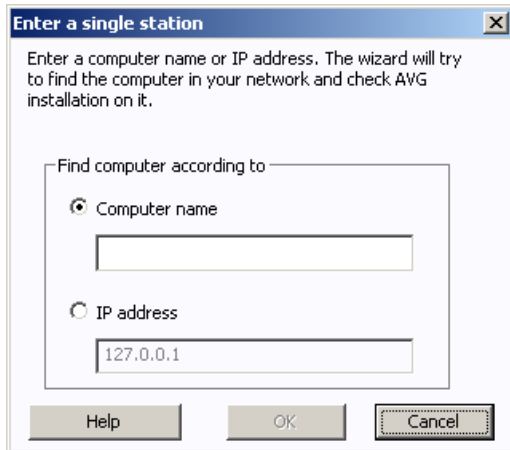 Enter a single station
Enter a computer name or IP address. The wizard will try
to find the computer in your network and check AVG
installation on it.
Find computer according to
Computer name
IP address
127.0.0.1
Help OK Cancel